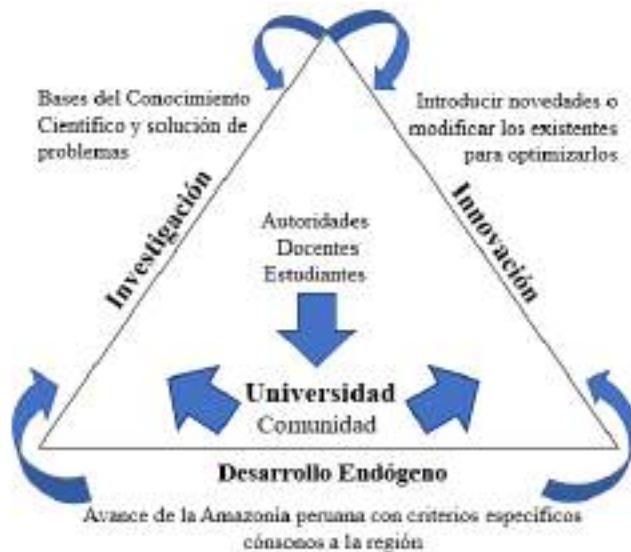 Bases del Conocimiento
Científico y solución de
problemas
Introducir novedades o
modificar los existentes
para optimizarlos
Investigación
Innovación
Autoridades
Docentes
Estudiantes
Universidad
Comunidad
Desarrollo Endógeno
Avance de la Amazonía peruana con criterios específicos
cónsonos a la región